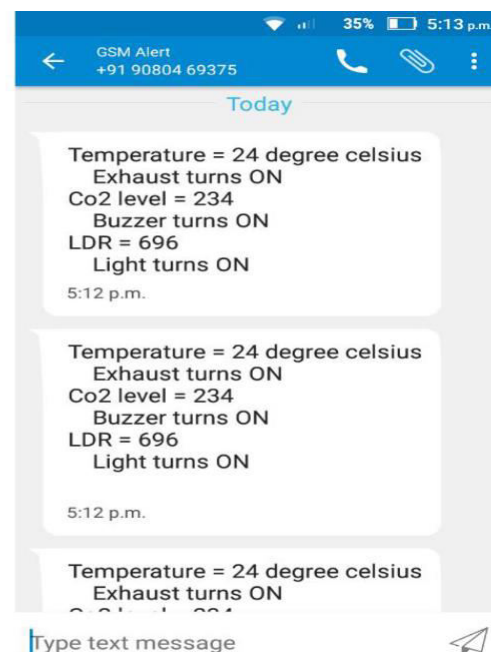 35% 5:13 p.m.
GSM Alert
+91 90804 69375
Today
Temperature = 24 degree celsius
Exhaust turns ON
Co2 level = 234
Buzzer turns ON
LDR = 696
Light turns ON
5:12 p.m.
Temperature = 24 degree celsius
Exhaust turns ON
Co2 level = 234
Buzzer turns ON
LDR = 696
Light turns ON
5:12 p.m.
Temperature = 24 degree celsius
Exhaust turns ON
Type text message